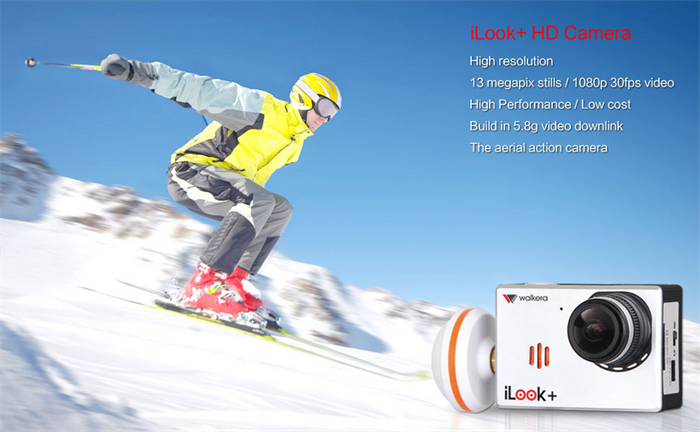 iLook+ HD Camera
High resolution
13 megapix stills / 1080p 30fps video
High Performance / Low cost
Build in 5.8g video downlink
The aerial action camera
walkera
iLook+